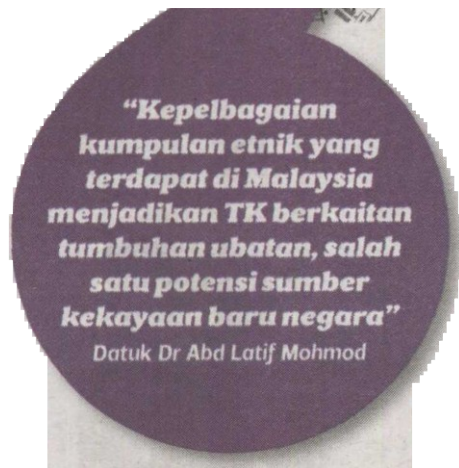 “Kepelbagaian
kumpulan etnik yang
terdapat di Malaysia
menjadikan TK berkaitan
tumbuhan ubatan, salah
satu potensi sumber
kekayaan baru negara”
Datuk Dr Abd Latif Mohmod